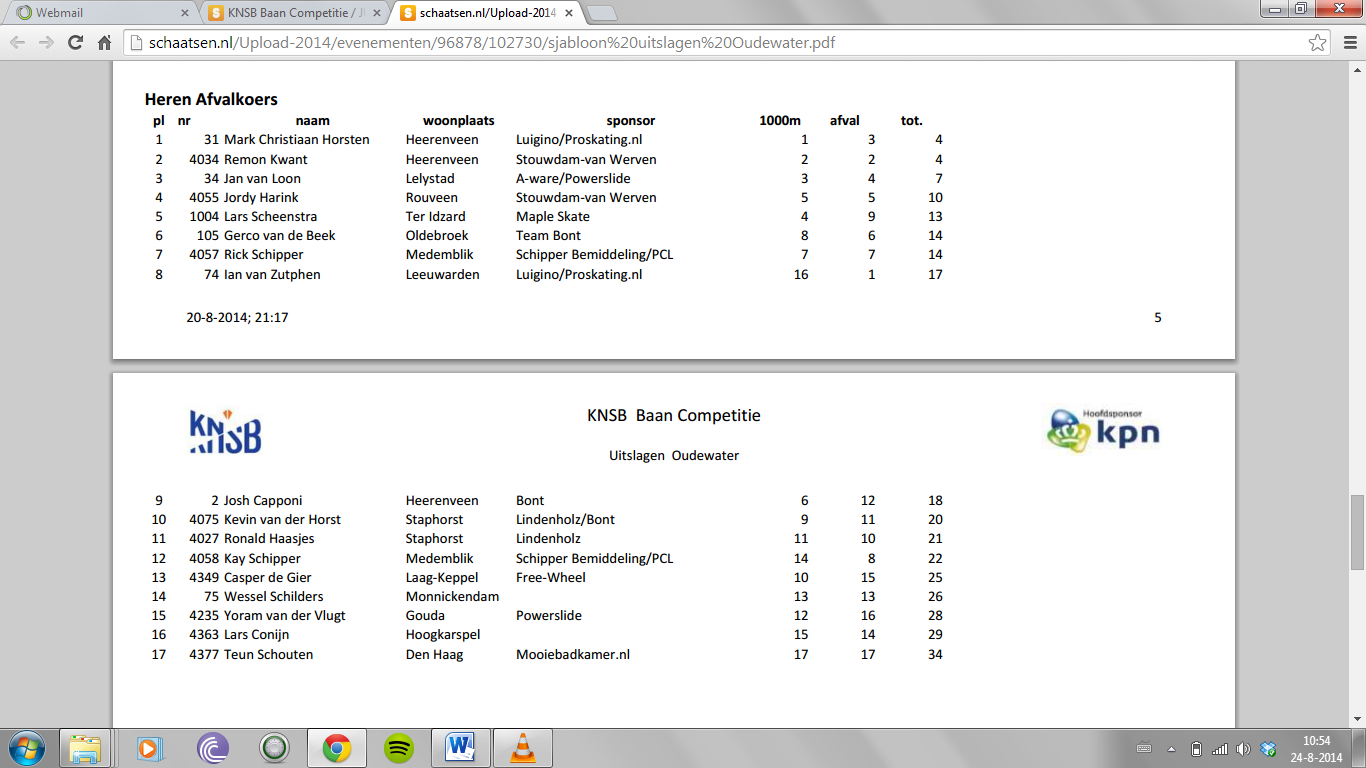 Webmail
KNSB Baan Competitie / J
schaatsen.nl/Upload-2014
schaatsen.nl/Upload-2014/evenementen/96878/102730/sjabloon%20uitslagen%20Oudewater.pdf
Heren Afvalkoers
pl nr naam woonplaats sponsor 1000m afval tot.
1 31 Mark Christiaan Horsten Heerenveen Luigino/Proskating.nl 1 3 4
2 4034 Remon Kwant Heerenveen Stouwdam-van Werven 2 2 4
3 34 Jan van Loon Lelystad A-ware/Powerslide 3 4 7
4 4055 Jordy Harink Rouveen Stouwdam-van Werven 5 5 10
5 1004 Lars Scheenstra Ter Idzard Maple Skate 4 9 13
6 105 Gerco van de Beek Oldebroek Team Bont 8 6 14
7 4057 Rick Schipper Medemblik Schipper Bemiddeling/PCL 7 7 14
8 74 Ian van Zutphen Leeuwarden Luigino/Proskating.nl 16 1 17
20-8-2014; 21:17 5
KNSB
KNSB Baan Competitie
Hoofdsponsor
kpn
Uitslagen Oudewater
9 2 Josh Capponi Heerenveen Bont 6 12 18
10 4075 Kevin van der Horst Staphorst Lindenholz/Bont 9 11 20
11 4027 Ronald Haasjes Staphorst Lindenholz 11 10 21
12 4058 Kay Schipper Medemblik Schipper Bemiddeling/PCL 14 8 22
13 4349 Casper de Gier Laag-Keppel Free-Wheel 10 15 25
14 75 Wessel Schilders Monnickendam 13 13 26
15 4235 Yoram van der Vlugt Gouda Powerslide 12 16 28
16 4363 Lars Conijn Hoogkarspel 15 14 29
17 4377 Teun Schouten Den Haag Mooiebadkamer.nl 17 17 34
10:54
24-8-2014